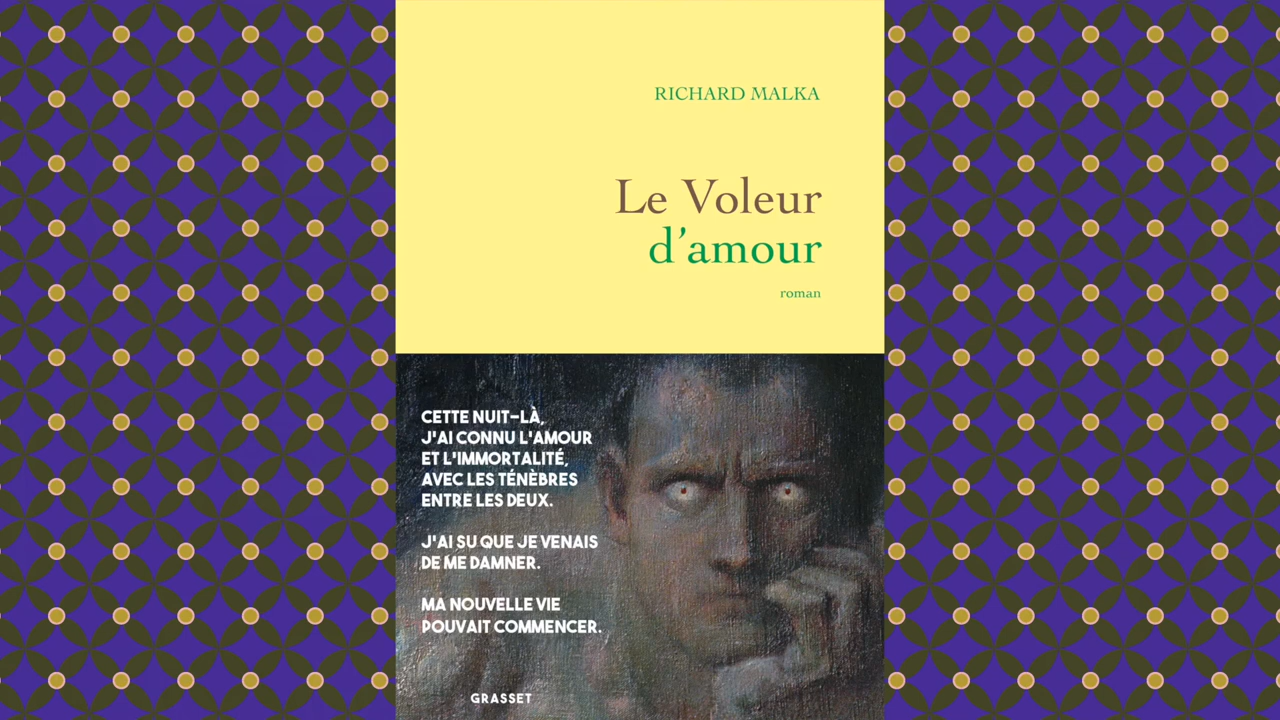 RICHARD MALKA
Le Voleur
d’amour
roman
CETTE NUIT-LÀ,
J'AI CONNU L'AMOUR
ET L'IMMORTALITÉ,
AVEC LES TÉNÈBRES
ENTRE LES DEUX.
J'AI SU QUE JE VENAIS
DE ME DAMNER.
MA NOUVELLE VIE
POUVAIT COMMENCER.
GRASSET